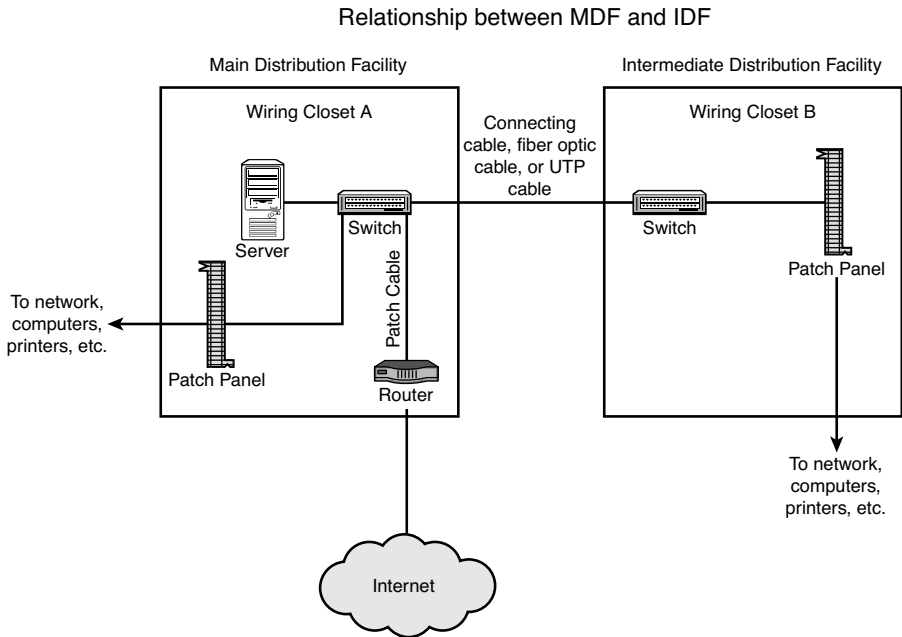 Relationship between MDF and IDF
Main Distribution Facility
Intermediate Distribution Facility
Wiring Closet A
Wiring Closet B
Connecting
cable, fiber optic
cable, or UTP
cable
Server
Switch
Switch
Patch Panel
Patch Cable
To network,
computers,
printers, etc.
Patch Panel
Router
To network,
computers,
printers, etc.
Internet